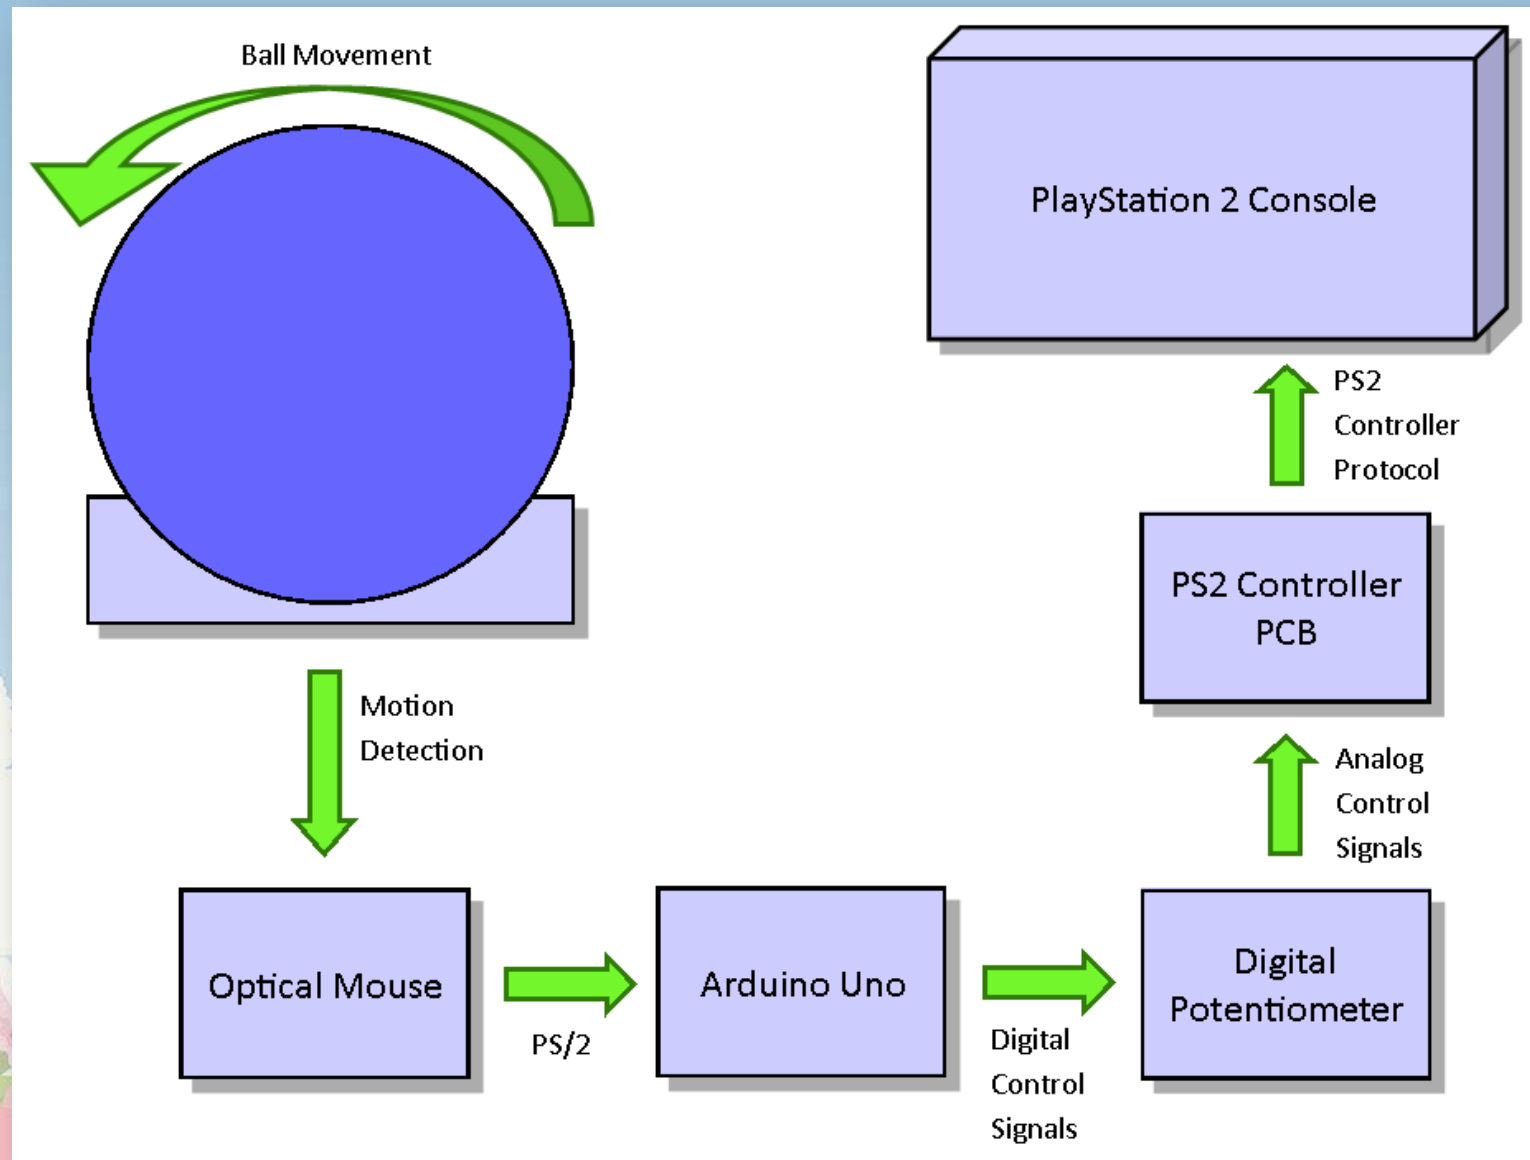 Ball Movement
PlayStation 2 Console
PS2
Controller
Protocol
PS2 Controller
PCB
Motion
Detection
Analog
Control
Signals
Optical Mouse
PS/2
Arduino Uno
Digital
Control
Signals
Digital
Potentiometer